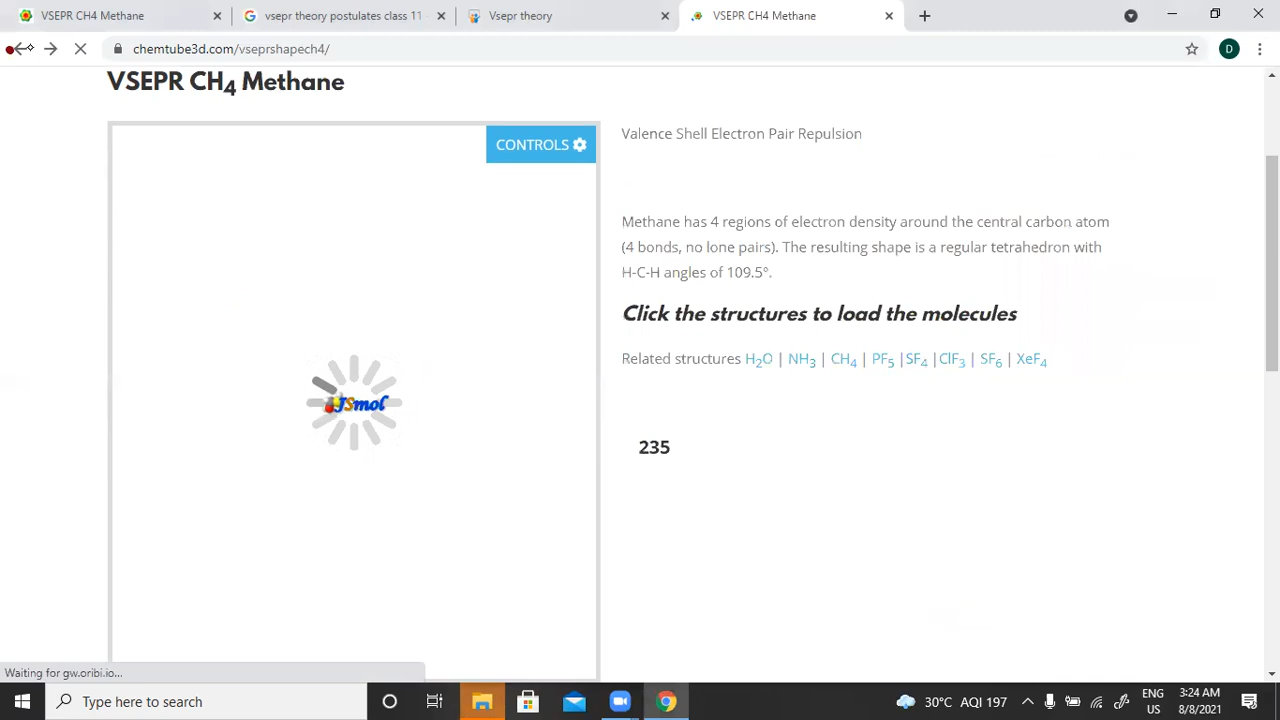 VSEPR CH4 Methane
vsepr theory postulates class 11
Vsepr theory
VSEPR CH4 Methane
chemtube3d.com/vseprshapech4/
D
VSEPR CH4 Methane
CONTROLS
Valence Shell Electron Pair Repulsion
Methane has 4 regions of electron density around the central carbon atom
(4 bonds, no lone pairs). The resulting shape is a regular tetrahedron with
H-C-H angles of 109.5°.
Click the structures to load the molecules
Related structures H2O | NH3 | CH4 | PF5 |SF4 |ClF3 | SF6 | XeF4
JSmol
235
Waiting for gw.oribi.io...
Type here to search
30°C AQI 197
ENG
US
3:24 AM
8/8/2021